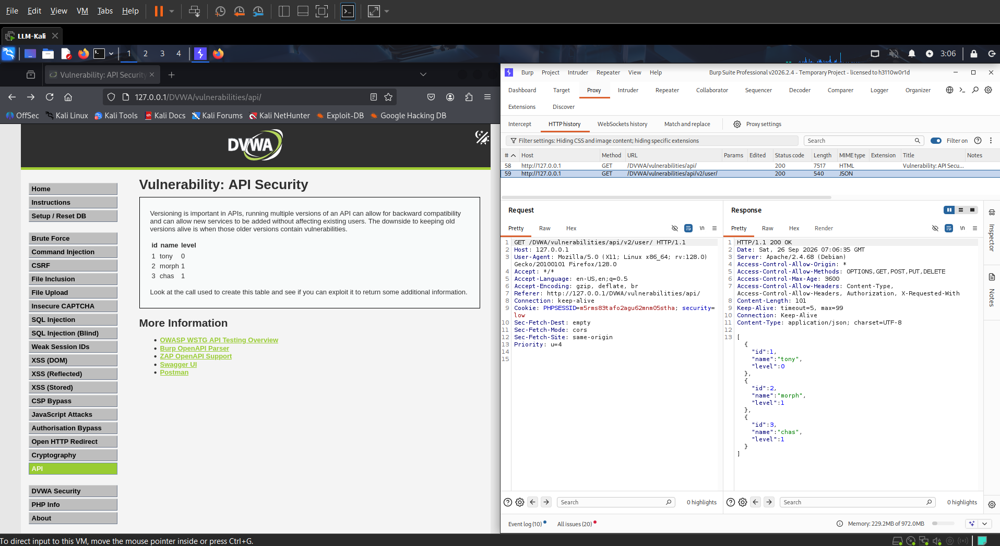 File Edit View VM Tabs Help
LLM-Kali
1 2 3 4
3:06
Vulnerability: API Security
127.0.0.1/DVWA/vulnerabilities/api/
OffSec Kali Linux Kali Tools Kali Docs Kali Forums Kali NetHunter Exploit-DB Google Hacking DB
DVWA
Home
Instructions
Setup / Reset DB
Brute Force
Command Injection
CSRF
File Inclusion
File Upload
Insecure CAPTCHA
SQL Injection
SQL Injection (Blind)
Weak Session IDs
XSS (DOM)
XSS (Reflected)
XSS (Stored)
CSP Bypass
JavaScript Attacks
Authorisation Bypass
Open HTTP Redirect
Cryptography
API
DVWA Security
PHP Info
About
Vulnerability: API Security
Versioning is important in APIs, running multiple versions of an API can allow for backward compatibility
and can allow new services to be added without affecting existing users. The downside to keeping old
versions alive is when those older versions contain vulnerabilities.
id name level
1 tony 0
2 morph 1
3 chas 1
Look at the call used to create this table and see if you can exploit it to return some additional information.
More Information
• OWASP WSTG API Testing Overview
• Burp OpenAPI Parser
• ZAP OpenAPI Support
• Swagger UI
• Postman
Burp Project Intruder Repeater View Help Burp Suite Professional v2026.2.4 - Temporary Project - licensed to h3110w0r1d
Dashboard Target Proxy Intruder Repeater Collaborator Sequencer Decoder Comparer Logger Organizer
Extensions Discover
Intercept HTTP history WebSockets history Match and replace Proxy settings
Filter settings: Hiding CSS and image content; hiding specific extensions Search Filter on
# Host Method URL Params Edited Status code Length MIME type Extension Title Notes
58 http://127.0.0.1 GET /DVWA/vulnerabilities/api/ 200 7517 HTML Vulnerability: API Secu...
59 http://127.0.0.1 GET /DVWA/vulnerabilities/api/v2/user/ 200 540 JSON
Request
Pretty Raw Hex \n
1 GET /DVWA/vulnerabilities/api/v2/user/ HTTP/1.1
2 Host: 127.0.0.1
3 User-Agent: Mozilla/5.0 (X11; Linux x86_64; rv:128.0)
Gecko/20100101 Firefox/128.0
4 Accept: */*
5 Accept-Language: en-US,en;q=0.5
6 Accept-Encoding: gzip, deflate, br
7 Referer: http://127.0.0.1/DVWA/vulnerabilities/api/
8 Connection: keep-alive
9 Cookie: PHPSESSID=m5rms83tafo2agu62mnm05stha; security=
low
10 Sec-Fetch-Dest: empty
11 Sec-Fetch-Mode: cors
12 Sec-Fetch-Site: same-origin
13 Priority: u=4
14
15
Search 0 highlights
Response
Pretty Raw Hex Render \n
1 HTTP/1.1 200 OK
2 Date: Sat, 26 Sep 2026 07:06:35 GMT
3 Server: Apache/2.4.68 (Debian)
4 Access-Control-Allow-Origin: *
5 Access-Control-Allow-Methods: OPTIONS,GET,POST,PUT,DELETE
6 Access-Control-Max-Age: 3600
7 Access-Control-Allow-Headers: Content-Type,
Access-Control-Allow-Headers, Authorization, X-Requested-With
8 Content-Length: 101
9 Keep-Alive: timeout=5, max=99
10 Connection: Keep-Alive
11 Content-Type: application/json; charset=UTF-8
12
13 [
{
"id":1,
"name":"tony",
"level":0
},
{
"id":2,
"name":"morph",
"level":1
},
{
"id":3,
"name":"chas",
"level":1
}
]
Search 0 highlights
Inspector
Notes
Event log (10) All issues (20) Memory: 229.2MB of 972.0MB
To direct input to this VM, move the mouse pointer inside or press Ctrl+G.